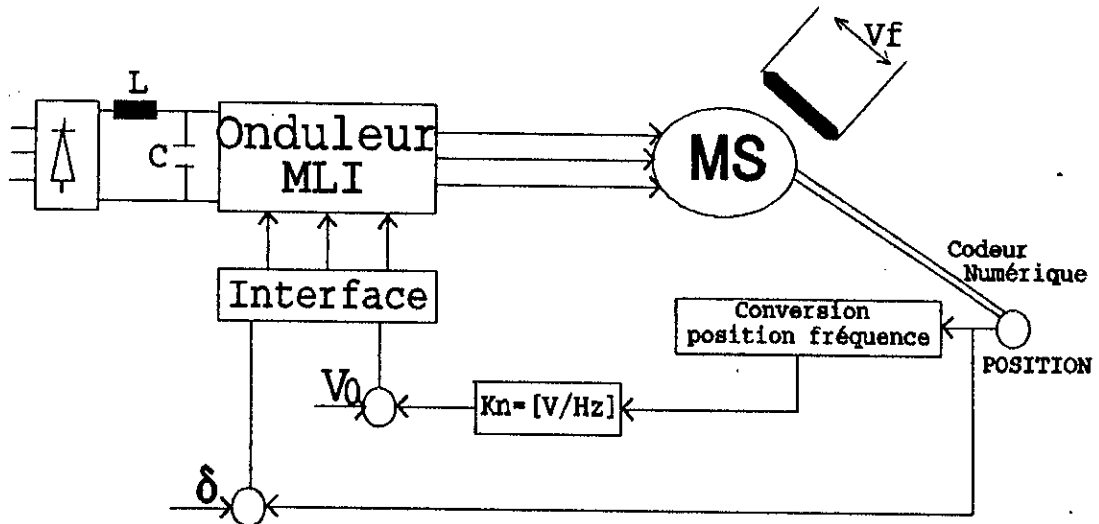 Vf
L
C
Onduleur
MLI
MS
Codeur
Numérique
Interface
Conversion
position fréquence
POSITION
V0
Kn=[V/Hz]
δ